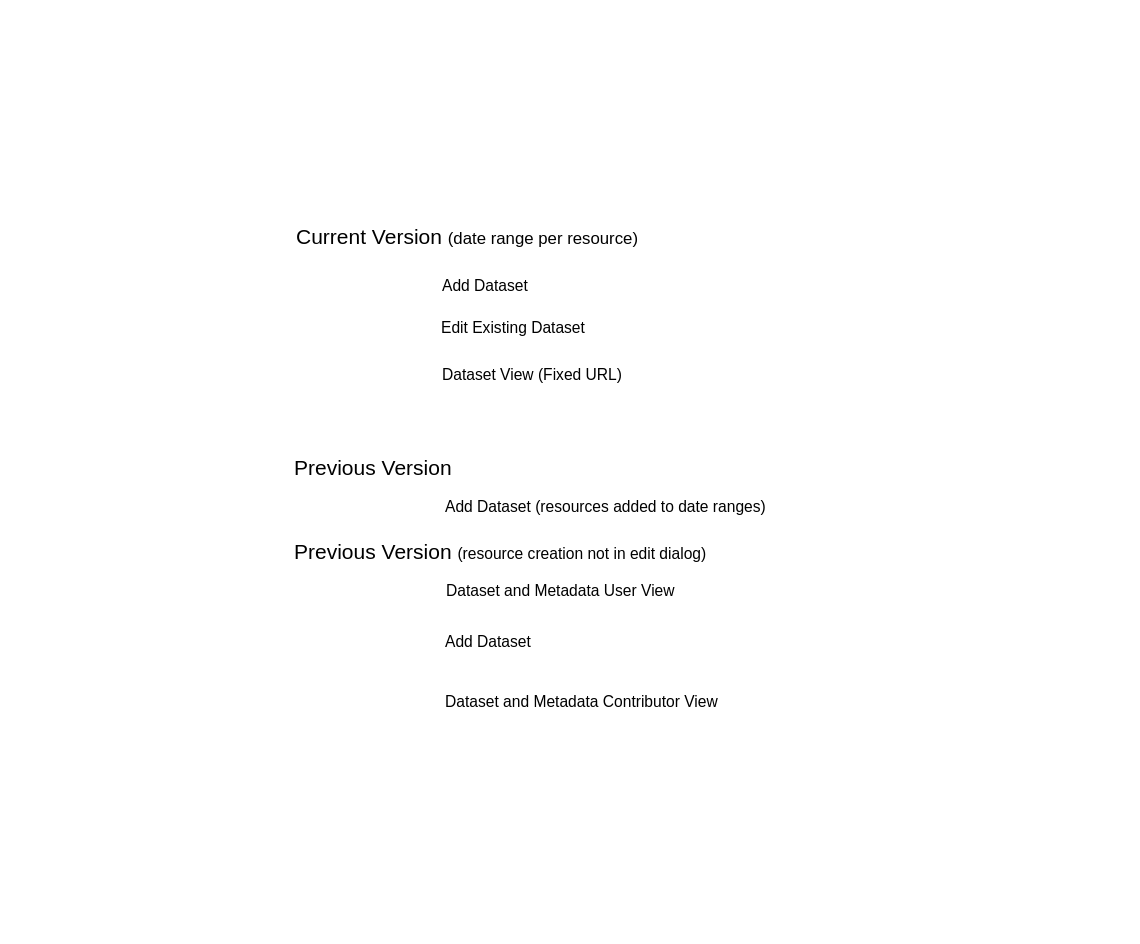 Current Version (date range per resource)
Add Dataset
Edit Existing Dataset
Dataset View (Fixed URL)
Previous Version
Add Dataset (resources added to date ranges)
Previous Version (resource creation not in edit dialog)
Dataset and Metadata User View
Add Dataset
Dataset and Metadata Contributor View